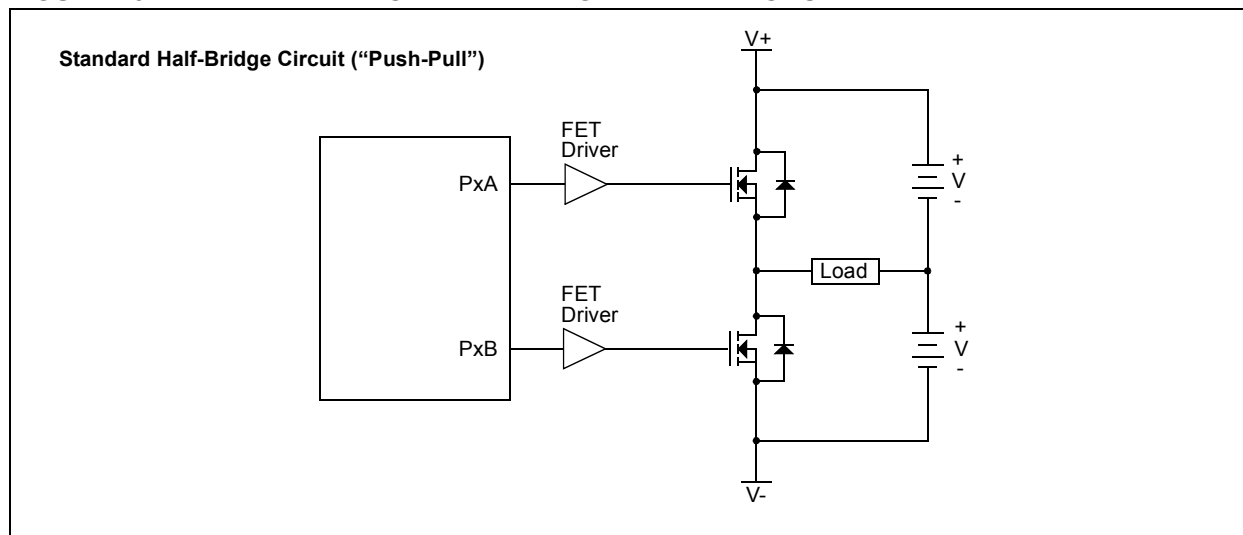 Standard Half-Bridge Circuit (“Push-Pull”)
V+
FET
Driver
PxA
+
V
-
Load
FET
Driver
PxB
+
V
-
V-